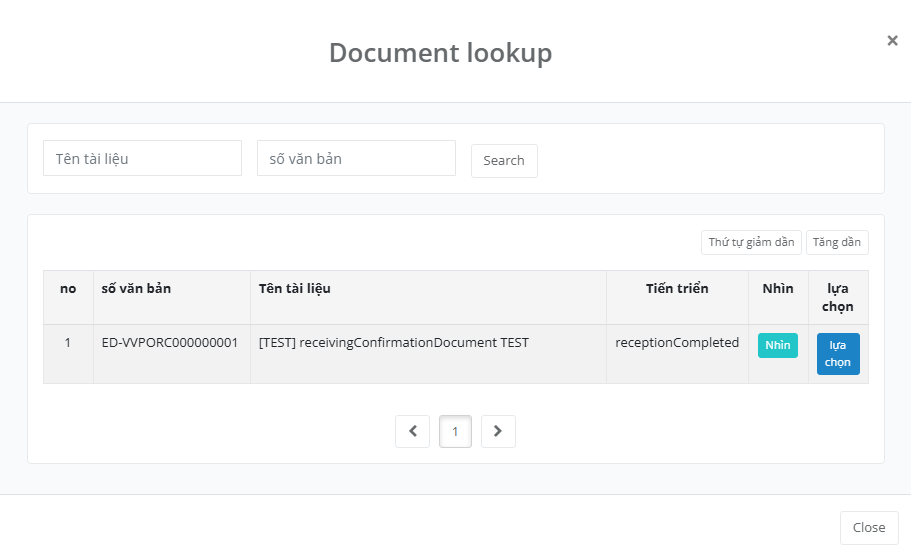 Document lookup
×
Tên tài liệu
số văn bản
Search
Thứ tự giảm dần
Tăng dần
no
số văn bản
Tên tài liệu
Tiến triển
Nhìn
lựa
chọn
1
ED-VVPORC000000001
[TEST] receivingConfirmationDocument TEST
receptionCompleted
Nhìn
lựa
chọn
1
Close